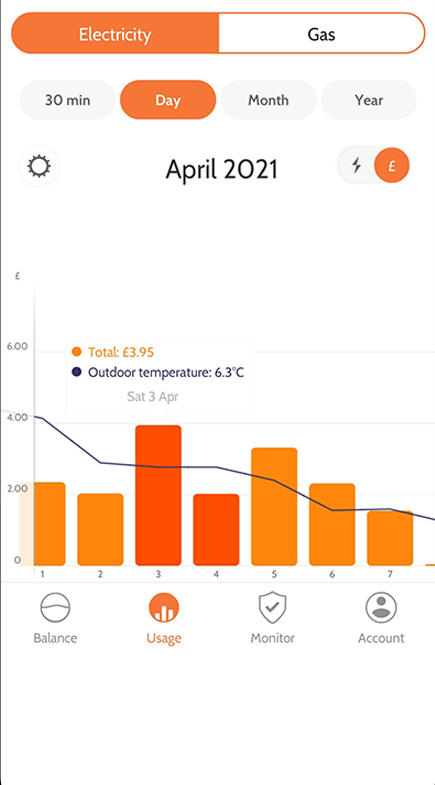 Electricity Gas
30 min Day Month Year
April 2021
£
£
6.00
Total: £3.95
Outdoor temperature: 6.3°C
Sat 3 Apr
4.00
2.00
0
1 2 3 4 5 6 7
Balance Usage Monitor Account